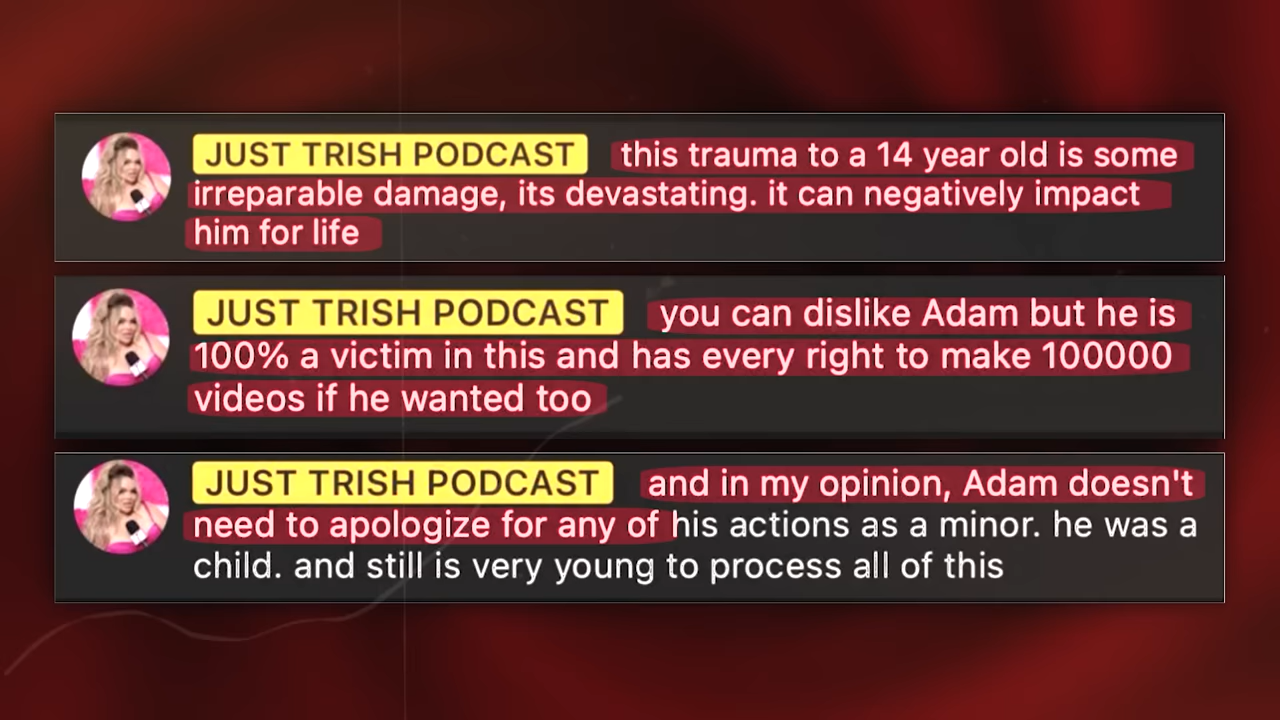 JUST TRISH PODCAST this trauma to a 14 year old is some
irreparable damage, its devastating. it can negatively impact
him for life
JUST TRISH PODCAST you can dislike Adam but he is
100% a victim in this and has every right to make 100000
videos if he wanted too
JUST TRISH PODCAST and in my opinion, Adam doesn't
need to apologize for any of his actions as a minor. he was a
child. and still is very young to process all of this